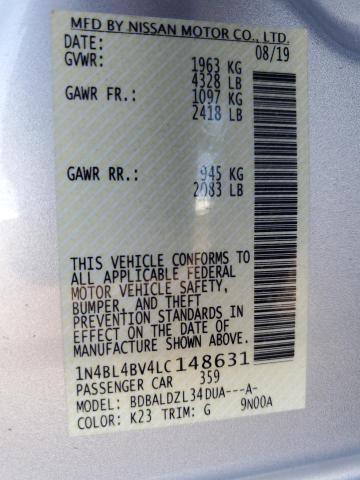 MFD BY NISSAN MOTOR CO., LTD.
DATE: 08/19
GVWR: 1963 KG
4328 LB
GAWR FR.: 1097 KG
2418 LB
GAWR RR.: 945 KG
2083 LB
THIS VEHICLE CONFORMS TO
ALL APPLICABLE FEDERAL
MOTOR VEHICLE SAFETY,
BUMPER, AND THEFT
PREVENTION STANDARDS IN
EFFECT ON THE DATE OF
MANUFACTURE SHOWN ABOVE.
1N4BL4BV4LC148631
PASSENGER CAR 359
MODEL: BDBALDZL34DUA---A-
COLOR: K23 TRIM: G 9N00A